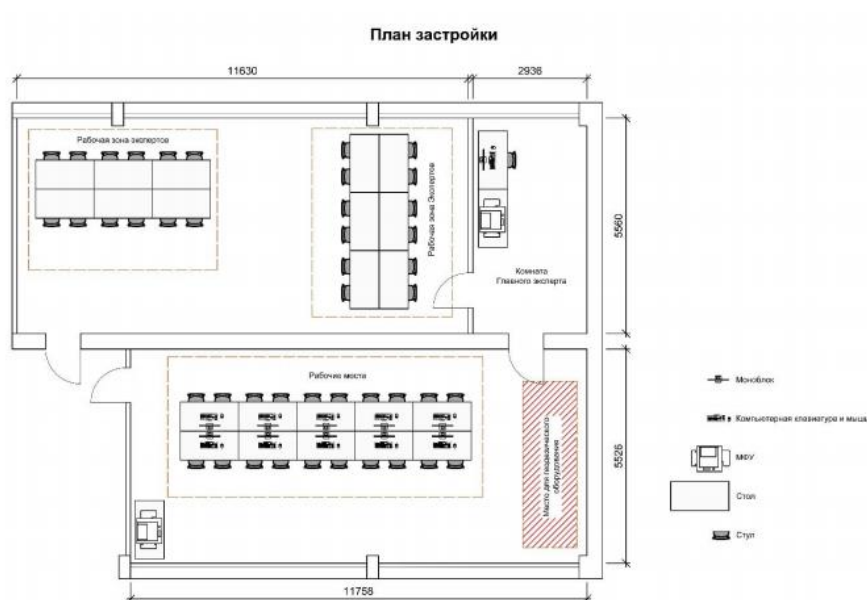 План застройки
11630
2936
Рабочая зона экспертов
Рабочая зона Экспертов
5560
Комната
Главного эксперта
Рабочие места
Место для геодезического
оборудования
5526
11758
Моноблок
Компьютерная клавиатура и мышь
МФУ
Стол
Стул